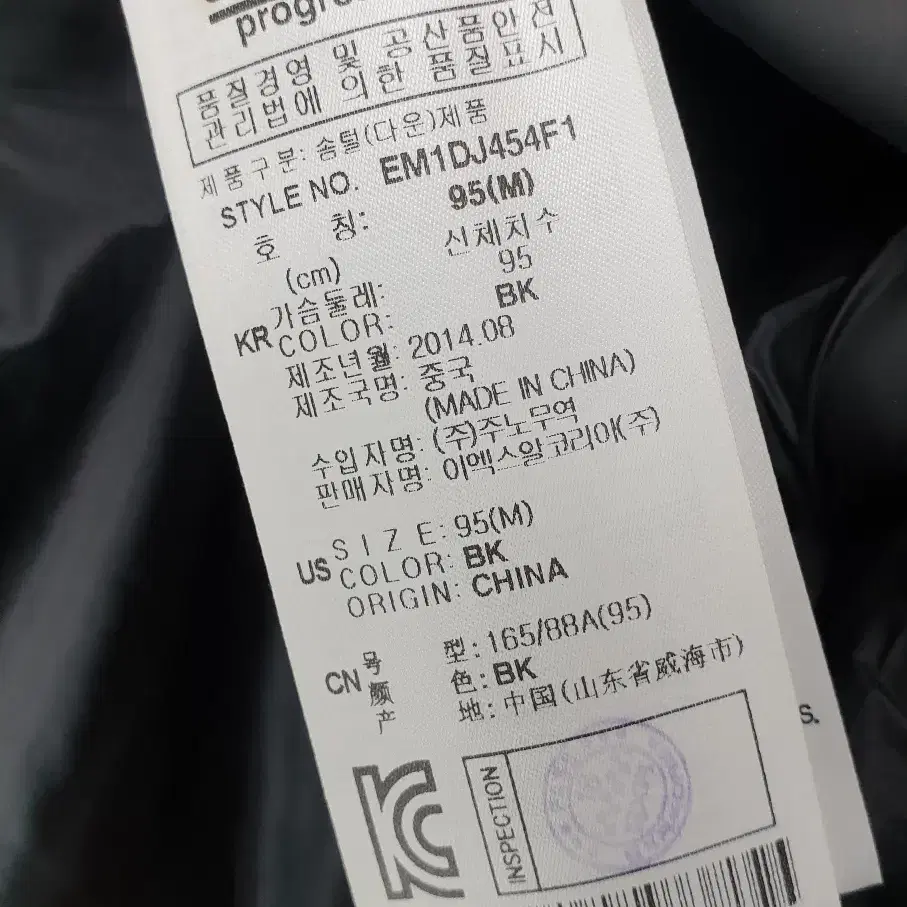 progr
품질경영 및 공산품안전
관리법에 의한 품질표시
제품구분: 솜털(다운)제품
STYLE NO. EM1DJ454F1
호 칭: 95(M)
(cm) 신체치수
KR 가슴둘레: 95
COLOR: BK
제조년월: 2014.08
제조국명: 중국
(MADE IN CHINA)
수입자명: (주)주노무역
판매자명: 이엑스알코리아(주)
US SIZE: 95(M)
COLOR: BK
ORIGIN: CHINA
CN 号 型: 165/88A(95)
颜 色: BK
产 地: 中国(山东省威海市)
INSPECTION
S.